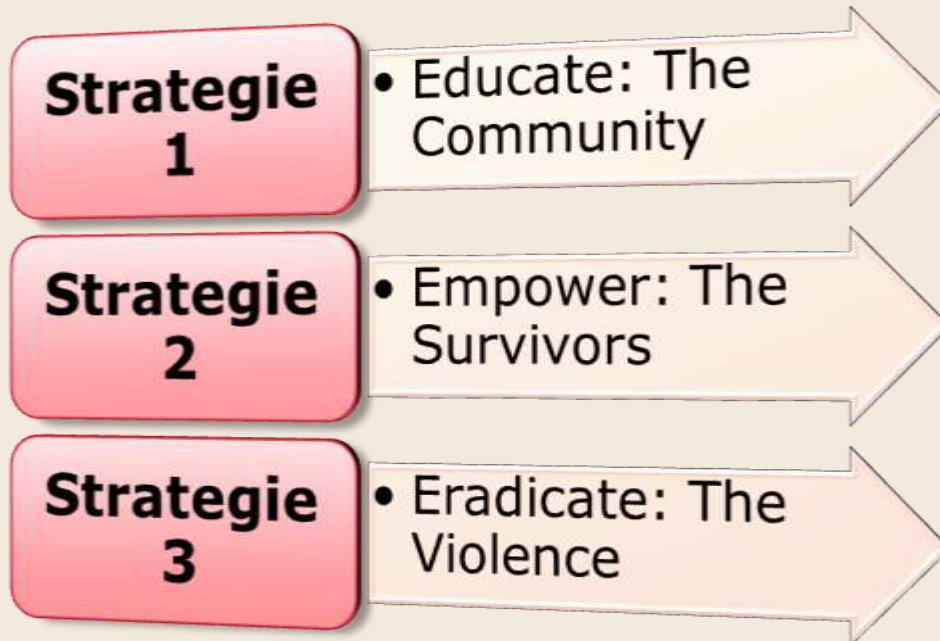 Strategie
1
• Educate: The
Community
Strategie
2
• Empower: The
Survivors
Strategie
3
• Eradicate: The
Violence